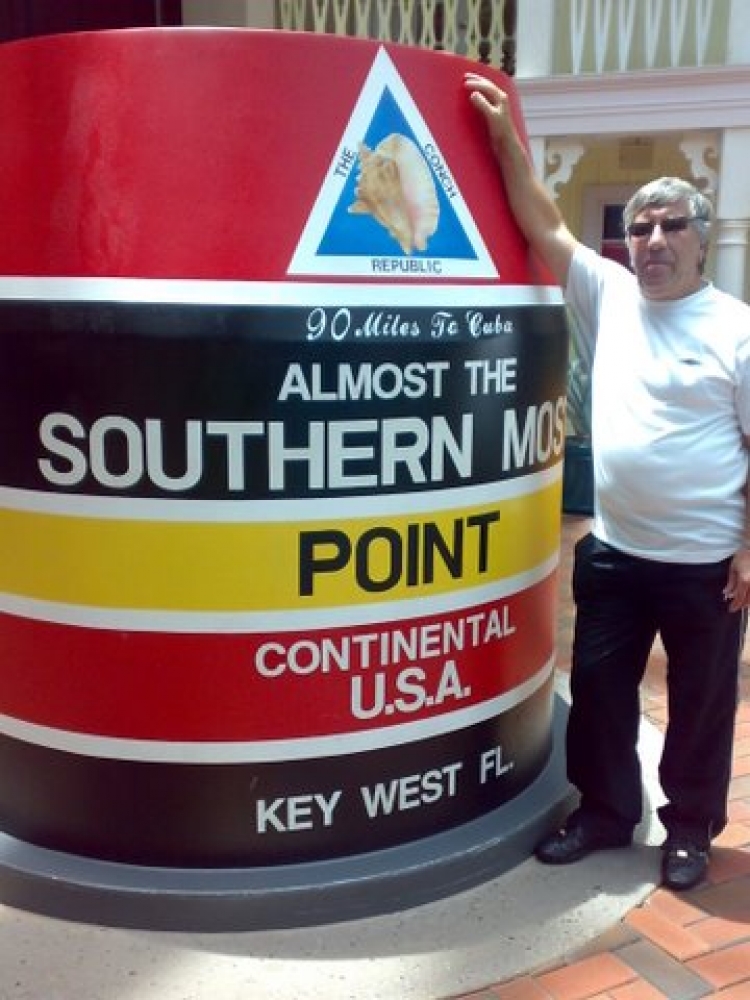 THE CONCH
REPUBLIC
90 Miles To Cuba
ALMOST THE
SOUTHERN MOS
POINT
CONTINENTAL
U.S.A.
KEY WEST FL.